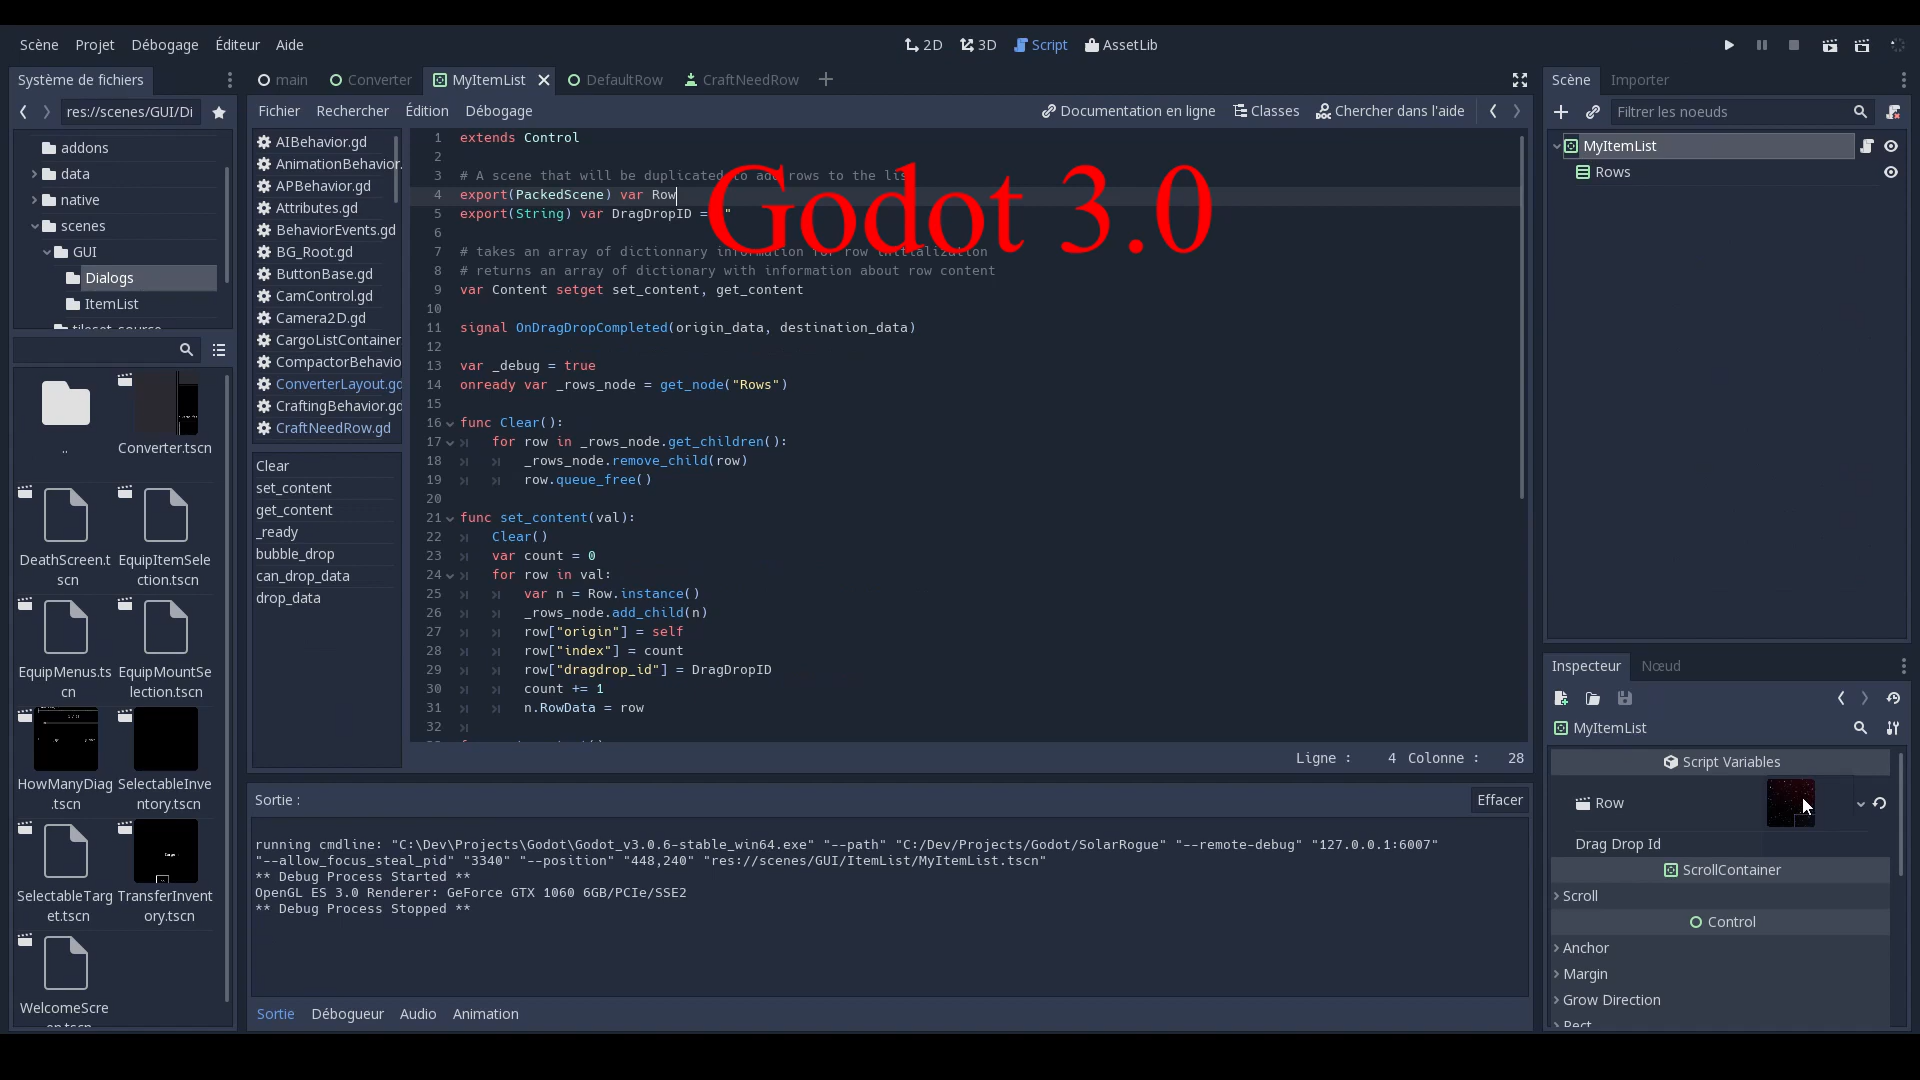 Scène Projet Débogage Éditeur Aide
2D 3D Script AssetLib
Système de fichiers
res://scenes/GUI/Di
addons
data
native
scenes
GUI
Dialogs
ItemList
..
Converter.tscn
DeathScreen.t
scn
EquipItemSele
ction.tscn
EquipMenus.ts
cn
EquipMountSe
lection.tscn
HowManyDiag
.tscn
SelectableInve
ntory.tscn
SelectableTarg
et.tscn
TransferInvent
ory.tscn
WelcomeScre
main Converter MyItemList DefaultRow CraftNeedRow
Fichier Rechercher Édition Débogage
Documentation en ligne Classes Chercher dans l'aide
AIBehavior.gd
AnimationBehavior.
APBehavior.gd
Attributes.gd
BehaviorEvents.gd
BG_Root.gd
ButtonBase.gd
CamControl.gd
Camera2D.gd
CargoListContainer
CompactorBehavio
ConverterLayout.gd
CraftingBehavior.gd
CraftNeedRow.gd
Clear
set_content
get_content
_ready
bubble_drop
can_drop_data
drop_data
Godot 3.0
1 extends Control
2
3 # A scene that will be duplicated to add rows to the lis
4 export(PackedScene) var Row
5 export(String) var DragDropID = "
6
7 # takes an array of dictionnary information for row initialization
8 # returns an array of dictionary with information about row content
9 var Content setget set_content, get_content
10
11 signal OnDragDropCompleted(origin_data, destination_data)
12
13 var _debug = true
14 onready var _rows_node = get_node("Rows")
15
16 func Clear():
17 for row in _rows_node.get_children():
18 _rows_node.remove_child(row)
19 row.queue_free()
20
21 func set_content(val):
22 Clear()
23 var count = 0
24 for row in val:
25 var n = Row.instance()
26 _rows_node.add_child(n)
27 row["origin"] = self
28 row["index"] = count
29 row["dragdrop_id"] = DragDropID
30 count += 1
31 n.RowData = row
32
Ligne : 4 Colonne : 28
Sortie : Effacer
running cmdline: "C:\Dev\Projects\Godot\Godot_v3.0.6-stable_win64.exe" "--path" "C:/Dev/Projects/Godot/SolarRogue" "--remote-debug" "127.0.0.1:6007"
"--allow_focus_steal_pid" "3340" "--position" "448,240" "res://scenes/GUI/ItemList/MyItemList.tscn"
** Debug Process Started **
OpenGL ES 3.0 Renderer: GeForce GTX 1060 6GB/PCIe/SSE2
** Debug Process Stopped **
Sortie Débogueur Audio Animation
Scène Importer
Filtrer les noeuds
MyItemList
Rows
Inspecteur Nœud
MyItemList
Script Variables
Row
Drag Drop Id
ScrollContainer
Scroll
Control
Anchor
Margin
Grow Direction
Rect